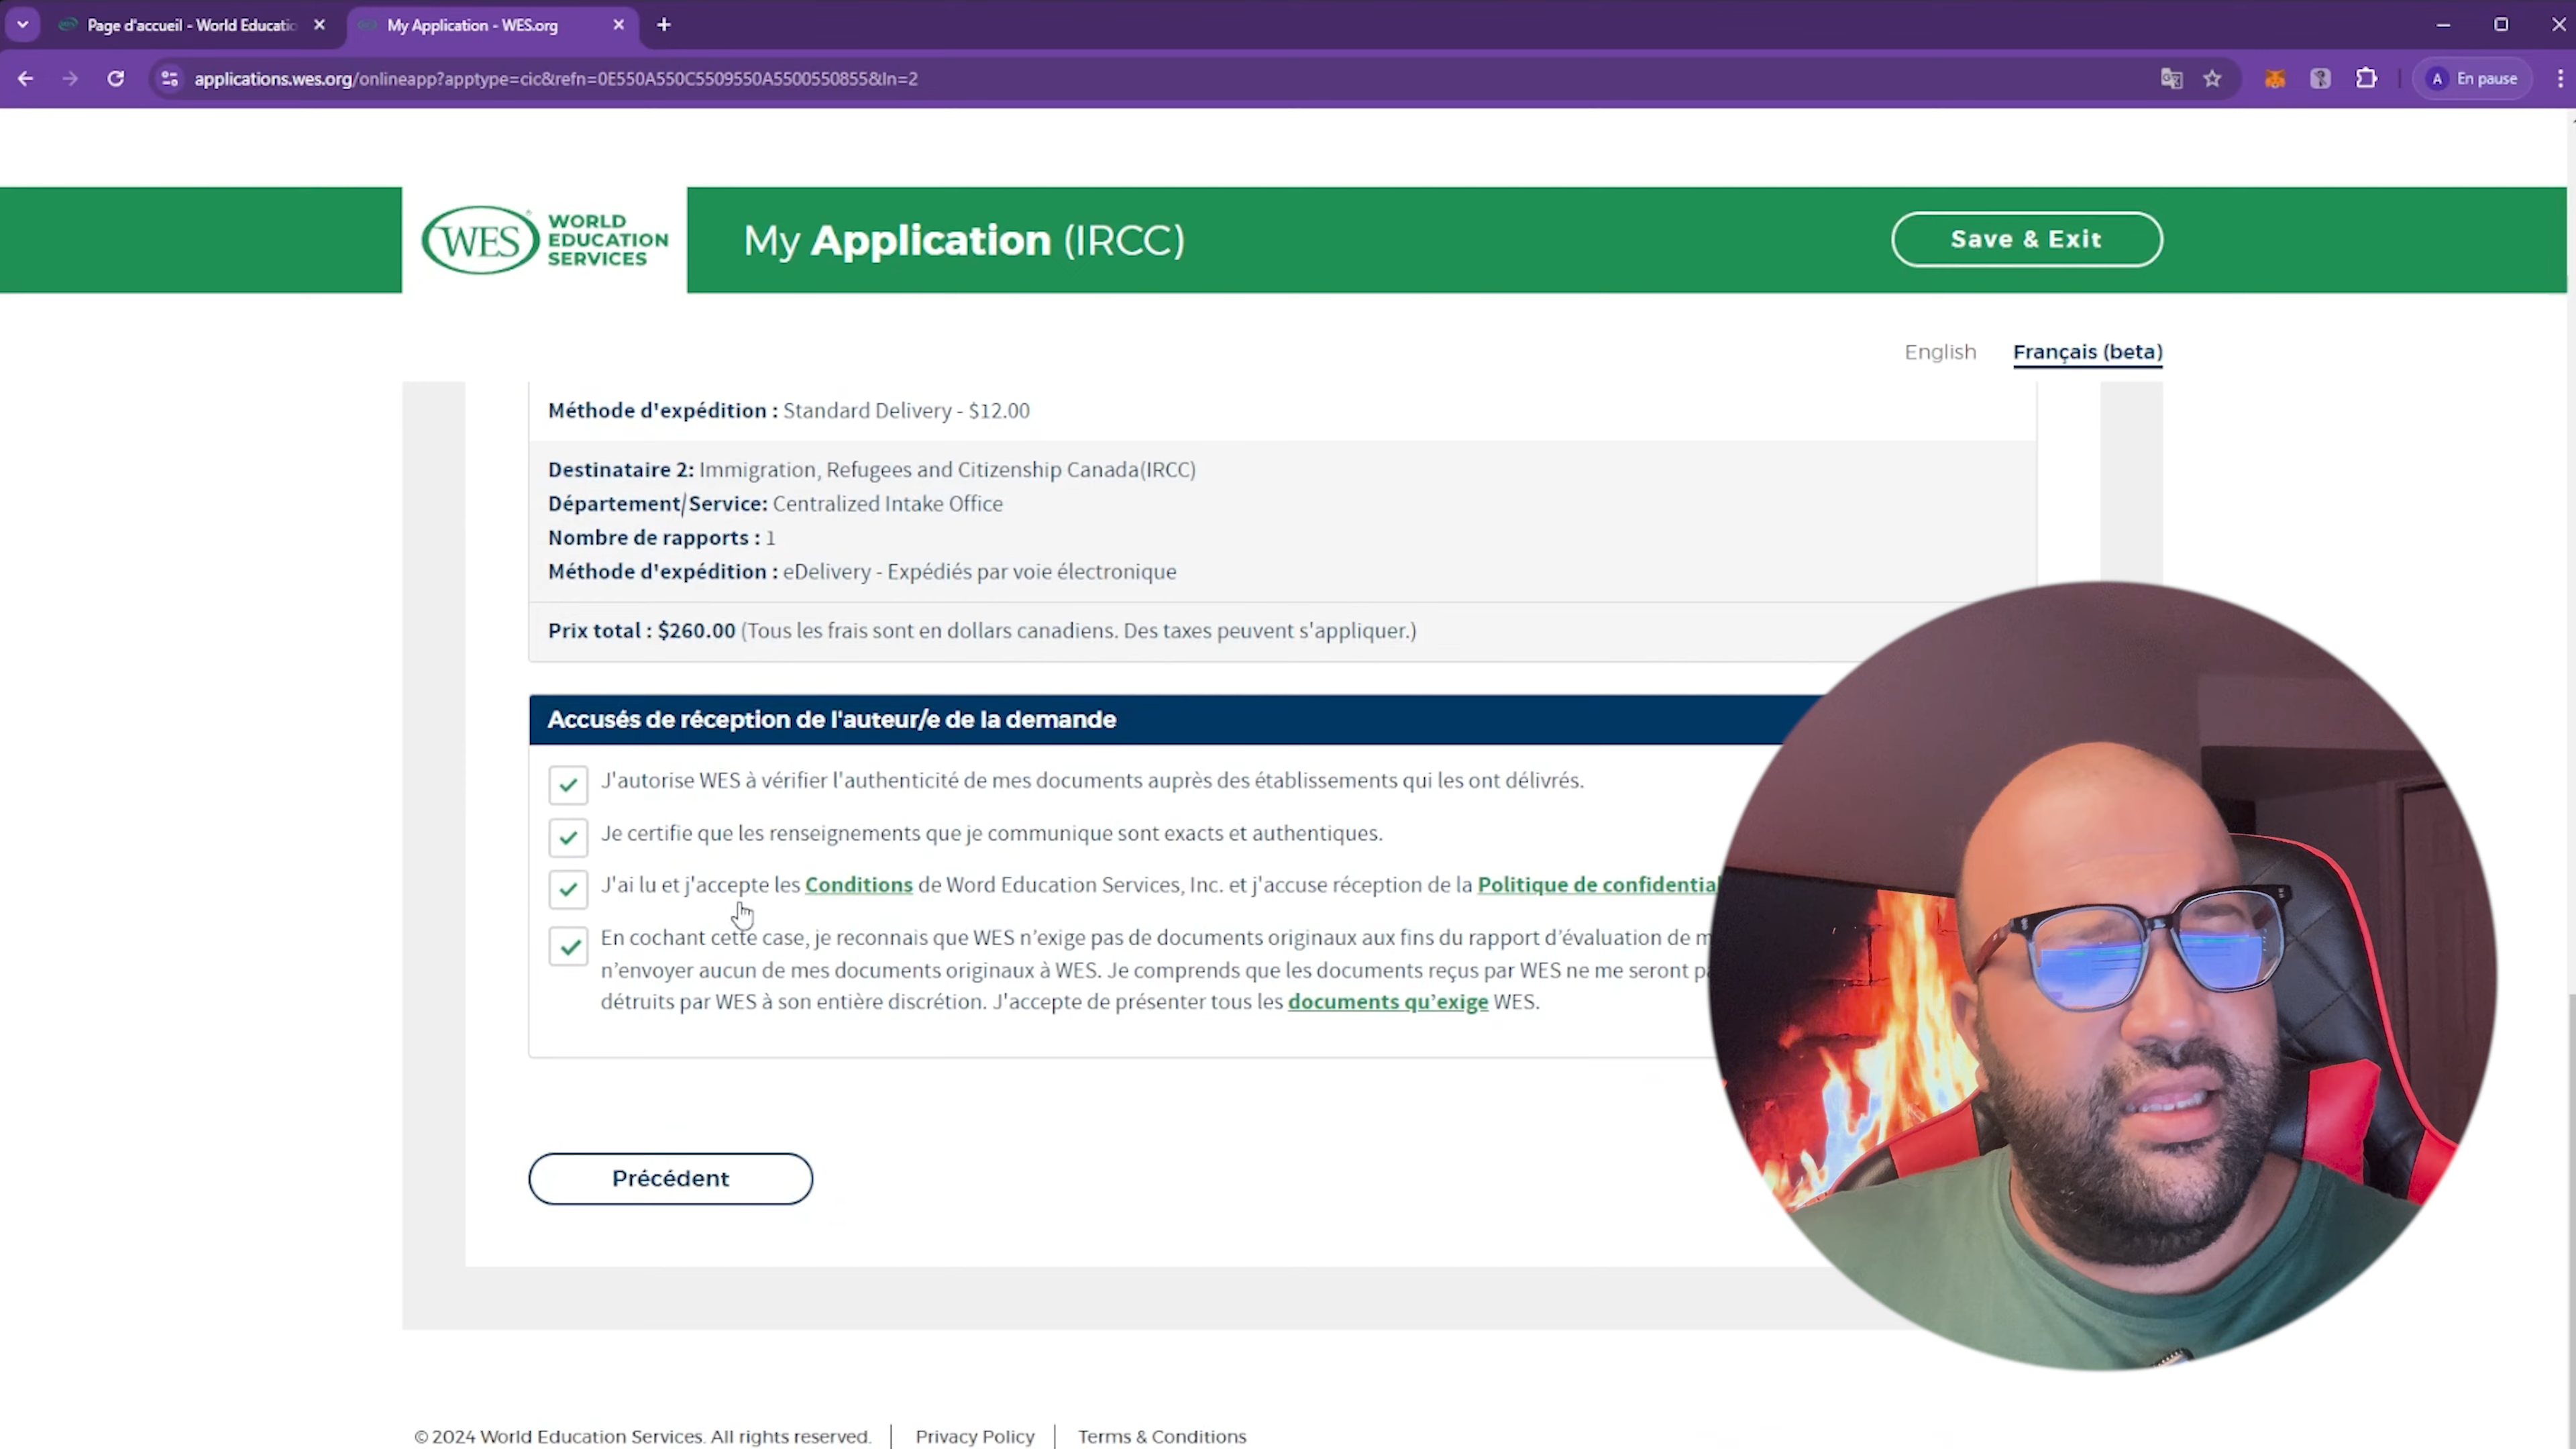 Page d'accueil - World Educatio
My Application - WES.org
applications.wes.org/onlineapp?apptype=cic&refn=0E550A550C5509550A5500550855&ln=2
A En pause
WES WORLD
EDUCATION
SERVICES
My Application (IRCC)
Save & Exit
English Français (beta)
Méthode d'expédition : Standard Delivery - $12.00
Destinataire 2: Immigration, Refugees and Citizenship Canada(IRCC)
Département/Service: Centralized Intake Office
Nombre de rapports : 1
Méthode d'expédition : eDelivery - Expédiés par voie électronique
Prix total : $260.00 (Tous les frais sont en dollars canadiens. Des taxes peuvent s'appliquer.)
Accusés de réception de l'auteur/e de la demande
J'autorise WES à vérifier l'authenticité de mes documents auprès des établissements qui les ont délivrés.
Je certifie que les renseignements que je communique sont exacts et authentiques.
J'ai lu et j'accepte les Conditions de Word Education Services, Inc. et j'accuse réception de la Politique de confidential
En cochant cette case, je reconnais que WES n’exige pas de documents originaux aux fins du rapport d’évaluation de m
n’envoyer aucun de mes documents originaux à WES. Je comprends que les documents reçus par WES ne me seront p
détruits par WES à son entière discrétion. J'accepte de présenter tous les documents qu’exige WES.
Précédent
© 2024 World Education Services. All rights reserved. Privacy Policy Terms & Conditions